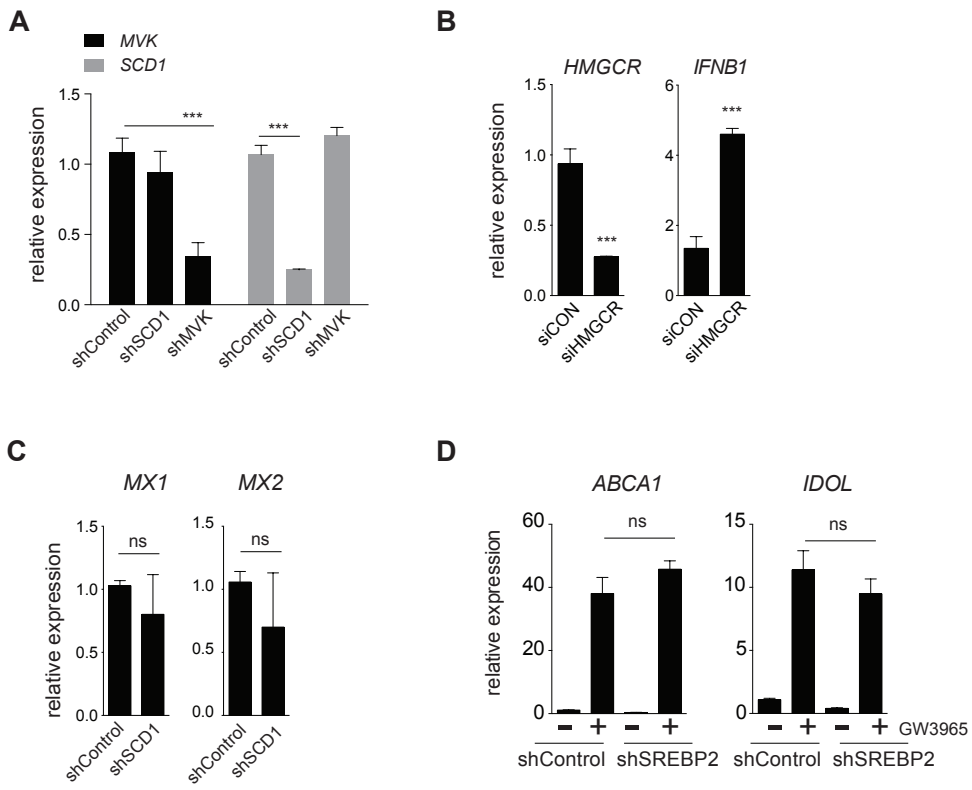 A
MVK
SCD1
relative expression
1.5
1.0
0.5
0.0
***
***
shControl
shSCD1
shMVK
shControl
shSCD1
shMVK
B
HMGCR
IFNB1
relative expression
1.5
1.0
0.5
0.0
***
siCON
siHMGCR
6
4
2
0
***
siCON
siHMGCR
C
MX1
MX2
relative expression
1.5
1.0
0.5
0.0
ns
shControl
shSCD1
1.5
1.0
0.5
0.0
ns
shControl
shSCD1
D
ABCA1
IDOL
relative expression
60
40
20
0
ns
- + - +
shControl shSREBP2
15
10
5
0
ns
- + - + GW3965
shControl shSREBP2